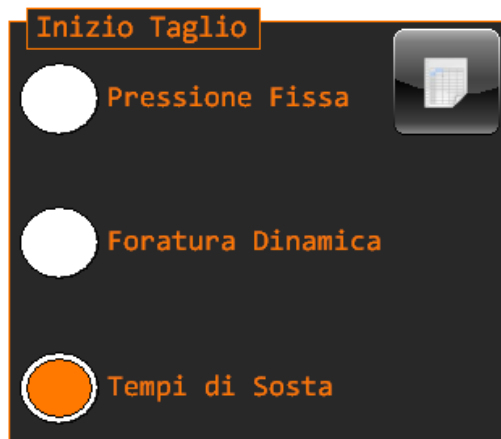 Inizio Taglio
Pressione Fissa
Foratura Dinamica
Tempi di Sosta